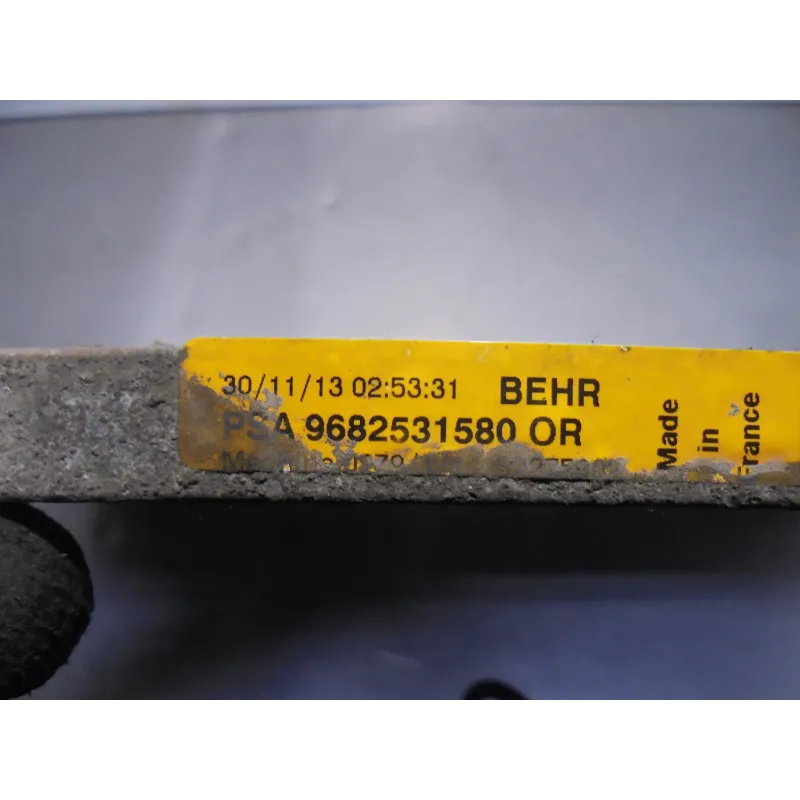 30/11/13 02:53:31 BEHR
PSA 9682531580 OR
Made
in
France